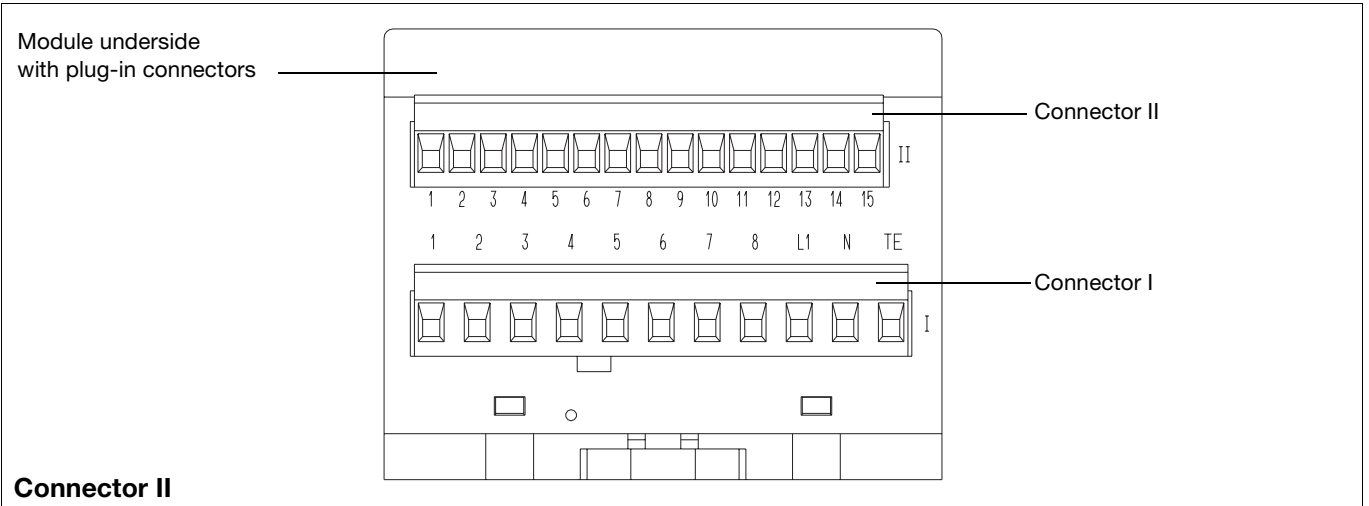 Module underside
with plug-in connectors
Connector II
II
1 2 3 4 5 6 7 8 9 10 11 12 13 14 15
1 2 3 4 5 6 7 8 L1 N TE
Connector I
I
Connector II